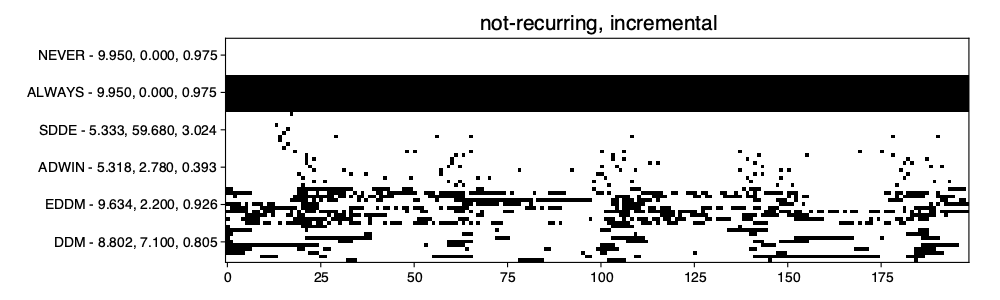 not-recurring, incremental
NEVER - 9.950, 0.000, 0.975
ALWAYS - 9.950, 0.000, 0.975
SDDE - 5.333, 59.680, 3.024
ADWIN - 5.318, 2.780, 0.393
EDDM - 9.634, 2.200, 0.926
DDM - 8.802, 7.100, 0.805
0 25 50 75 100 125 150 175